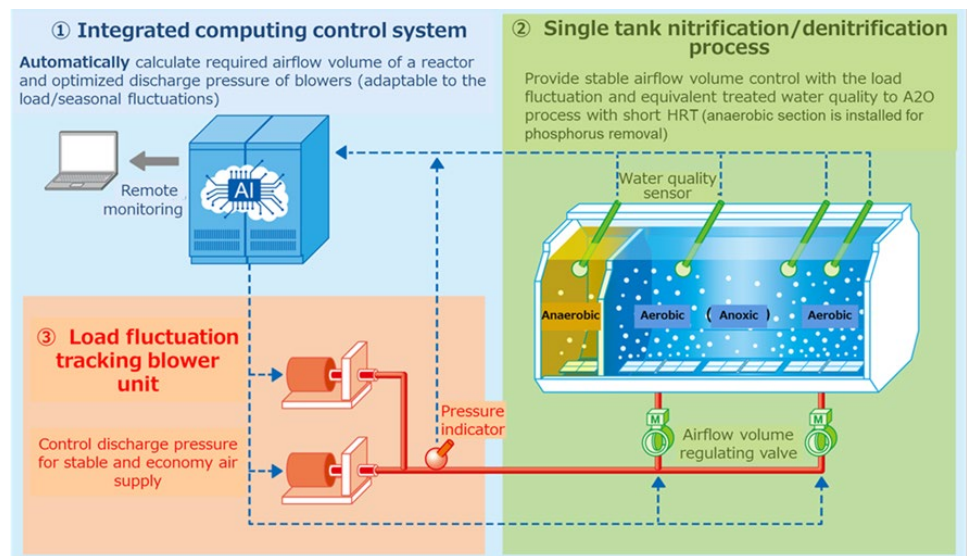 ① Integrated computing control system
Automatically calculate required airflow volume of a reactor
and optimized discharge pressure of blowers (adaptable to the
load/seasonal fluctuations)
AI
Remote
monitoring
② Single tank nitrification/denitrification
process
Provide stable airflow volume control with the load
fluctuation and equivalent treated water quality to A2O
process with short HRT (anaerobic section is installed for
phosphorus removal)
Water quality
sensor
Anaerobic
Aerobic
(Anoxic)
Aerobic
③ Load fluctuation
tracking blower
unit
Control discharge pressure
for stable and economy air
supply
Pressure
indicator
M
Airflow volume
regulating valve
M